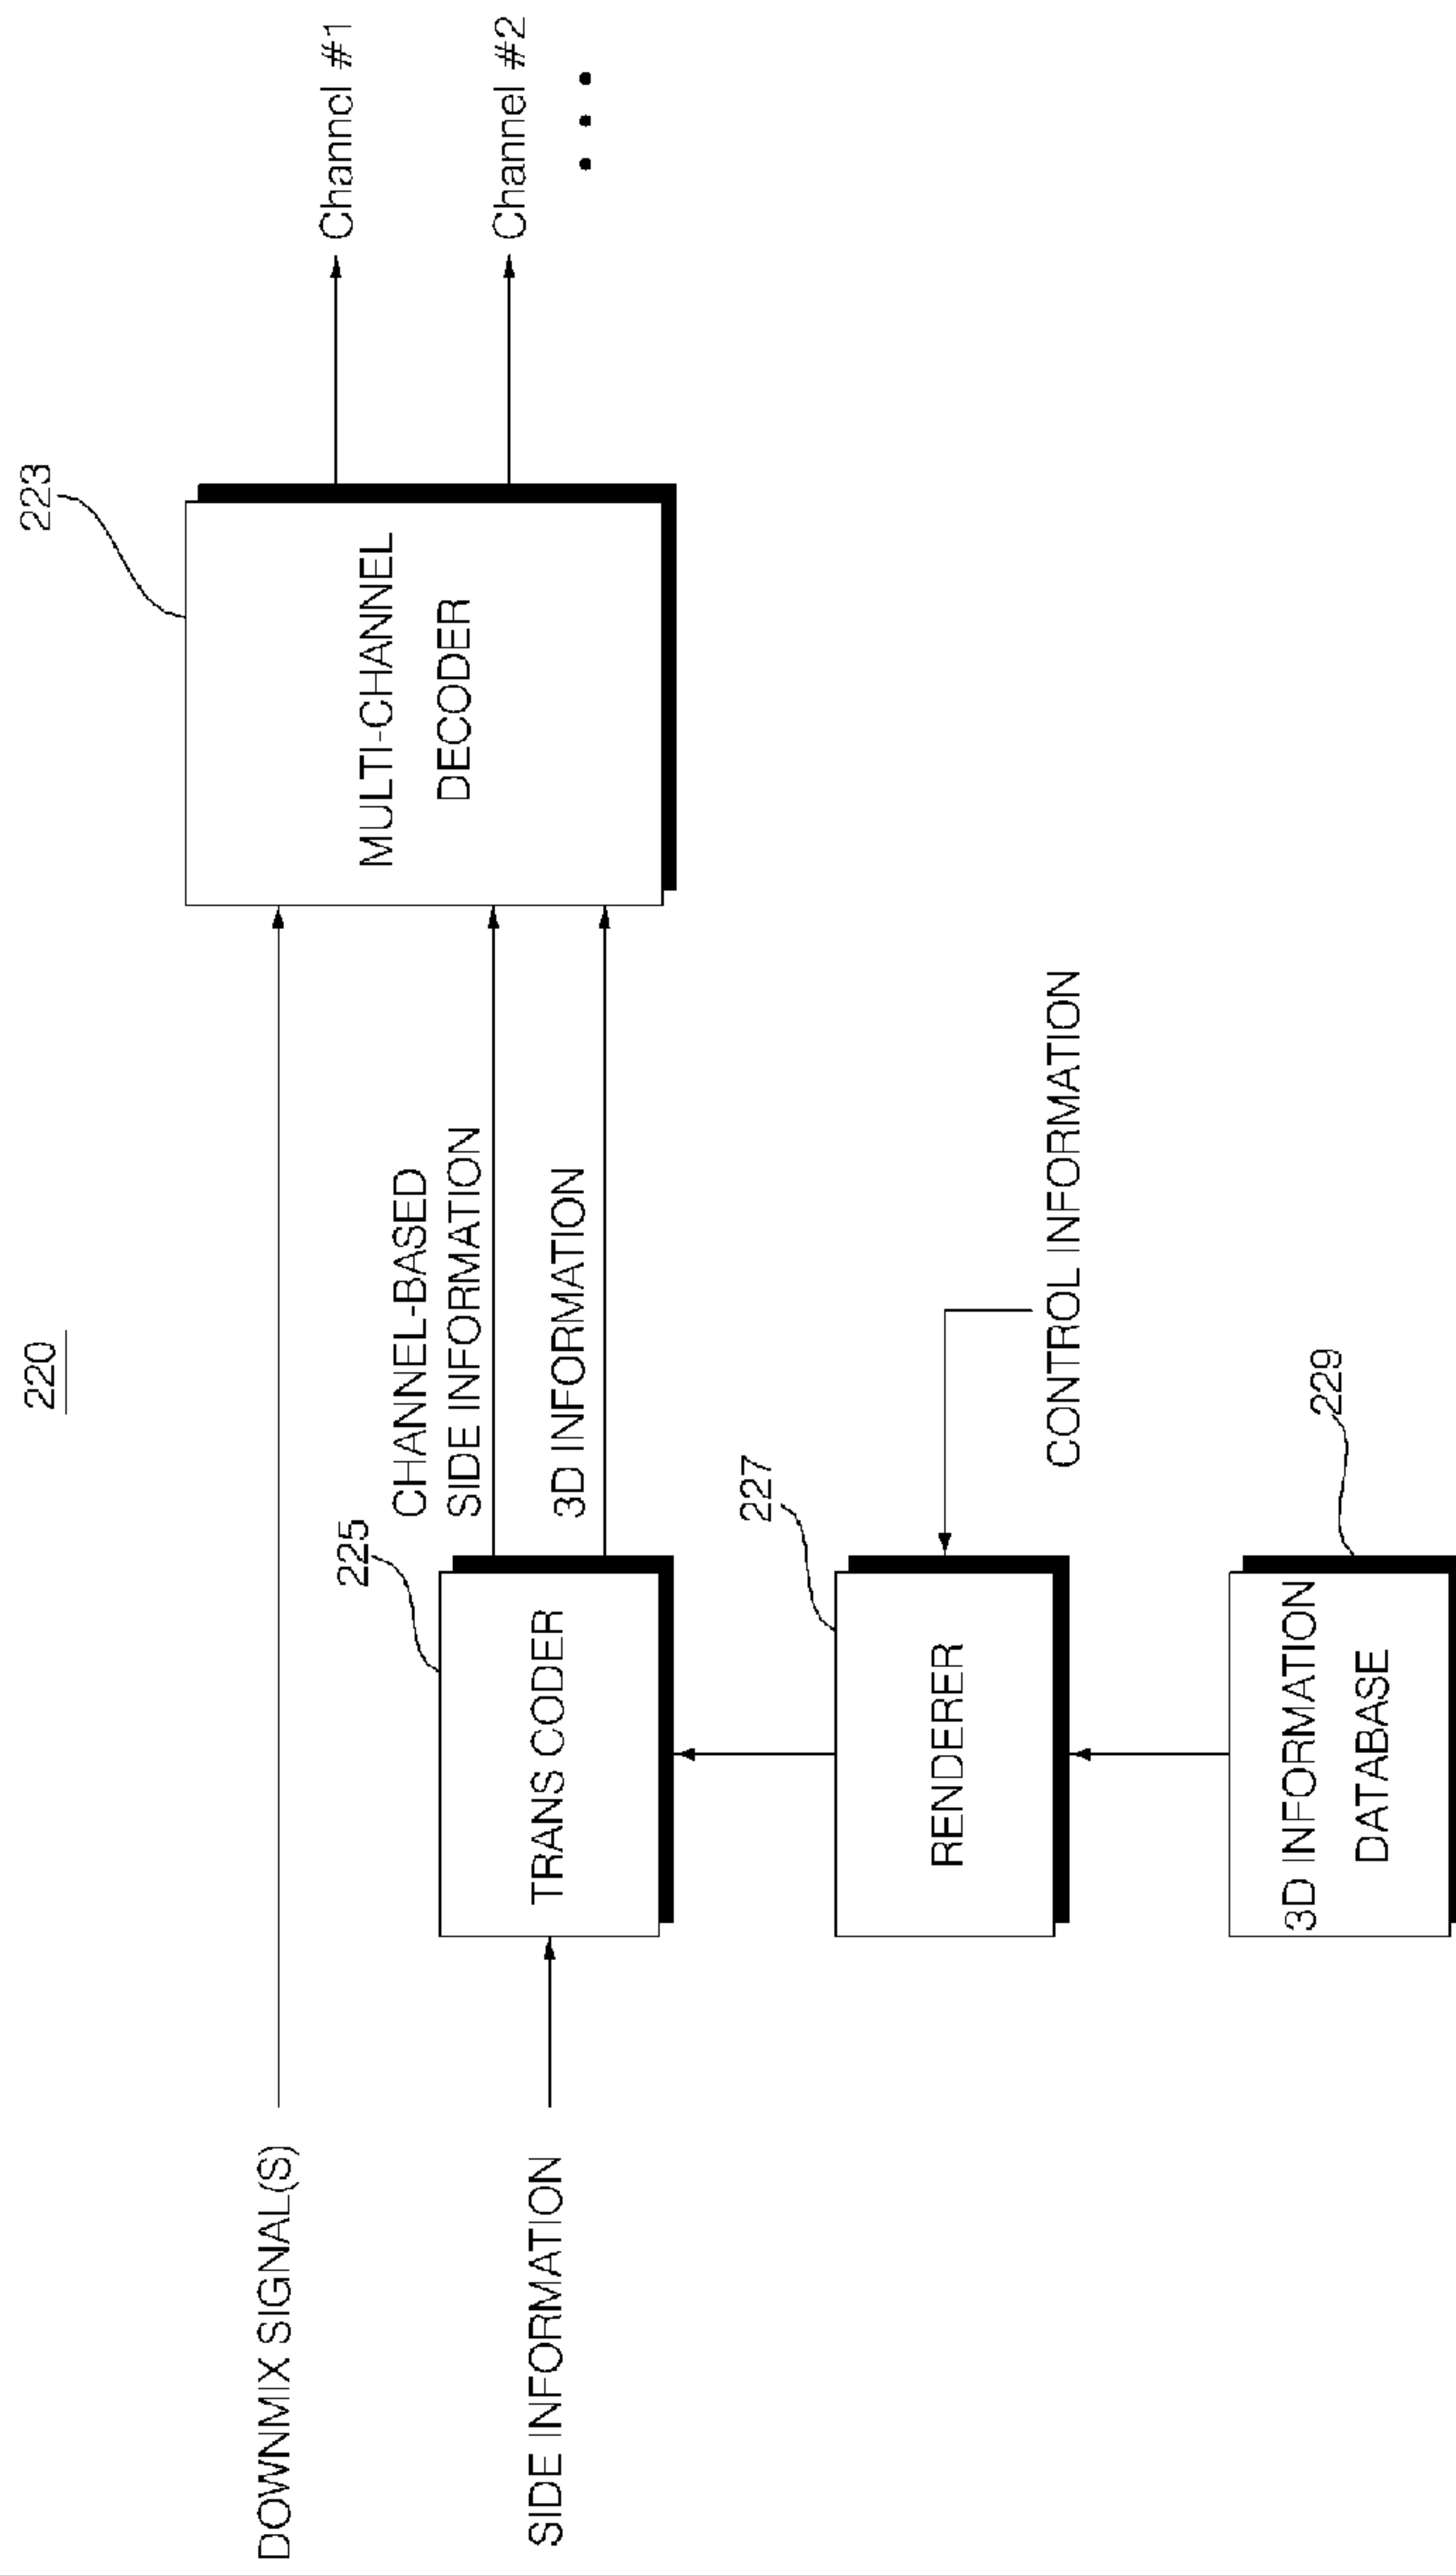 220
223
DOWNMIX SIGNAL(S)
MULTI-CHANNEL
DECODER
Channel #1
Channel #2
225
CHANNEL-BASED
SIDE INFORMATION
SIDE INFORMATION
TRANS CODER
3D INFORMATION
227
RENDERER
CONTROL INFORMATION
229
3D INFORMATION
DATABASE